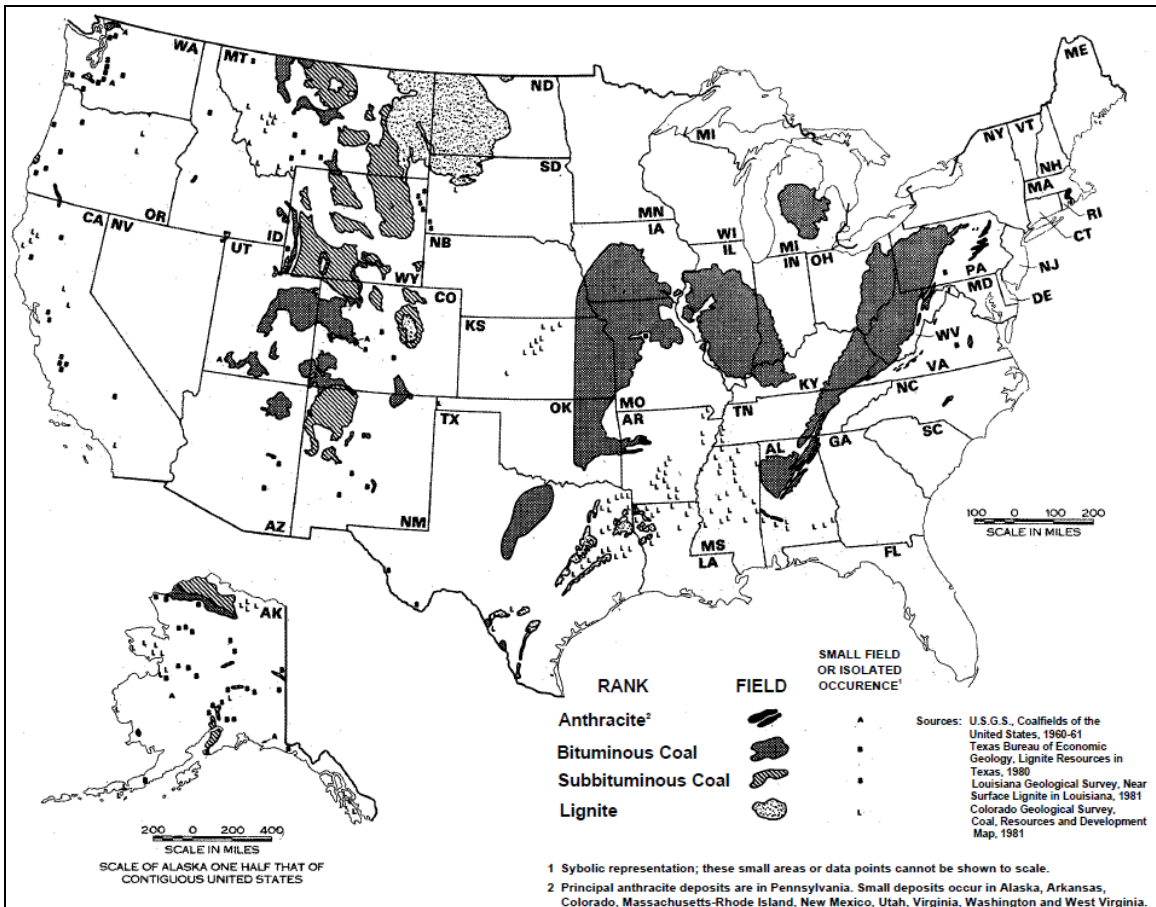 WA
MT
ND
ME
MI
NY
VT
NH
MA
RI
CT
SD
MN
WI
OR
ID
CA
NV
UT
WY
NB
IA
IL
MI
IN
OH
PA
NJ
MD
DE
CO
KS
MO
KY
WV
VA
NC
OK
AR
TN
SC
TX
AL
GA
AZ
NM
MS
LA
FL
AK
100 0 100 200
SCALE IN MILES
200 0 200 400
SCALE IN MILES
SCALE OF ALASKA ONE HALF THAT OF
CONTIGUOUS UNITED STATES
SMALL FIELD
OR ISOLATED
RANK FIELD OCCURENCE¹
Anthracite² A
Bituminous Coal B
Subbituminous Coal S
Lignite L
Sources: U.S.G.S., Coalfields of the
United States, 1960-61
Texas Bureau of Economic
Geology, Lignite Resources in
Texas, 1980
Louisiana Geological Survey, Near
Surface Lignite in Louisiana, 1981
Colorado Geological Survey,
Coal, Resources and Development
Map, 1981
1 Sybolic representation; these small areas or data points cannot be shown to scale.
2 Principal anthracite deposits are in Pennsylvania. Small deposits occur in Alaska, Arkansas,
Colorado, Massachusetts-Rhode Island, New Mexico, Utah, Virginia, Washington and West Virginia.